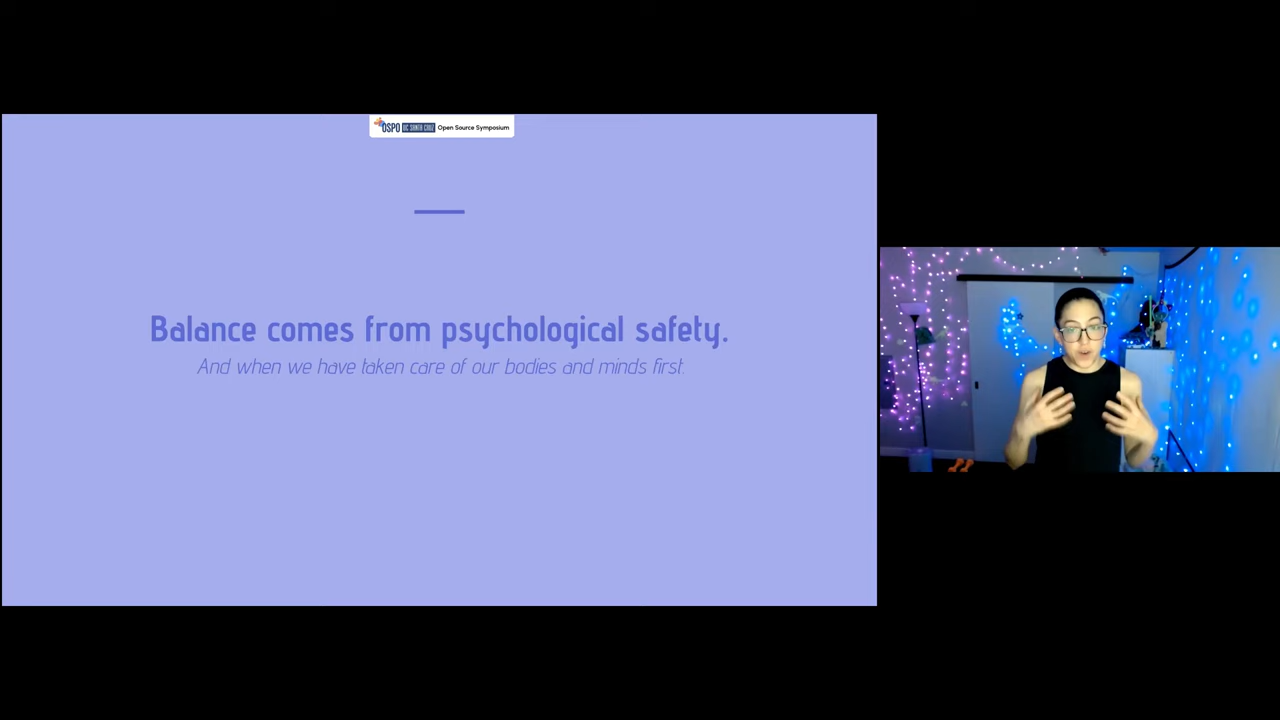 OSPO UC SANTA CRUZ Open Source Symposium
Balance comes from psychological safety.
And when we have taken care of our bodies and minds first.